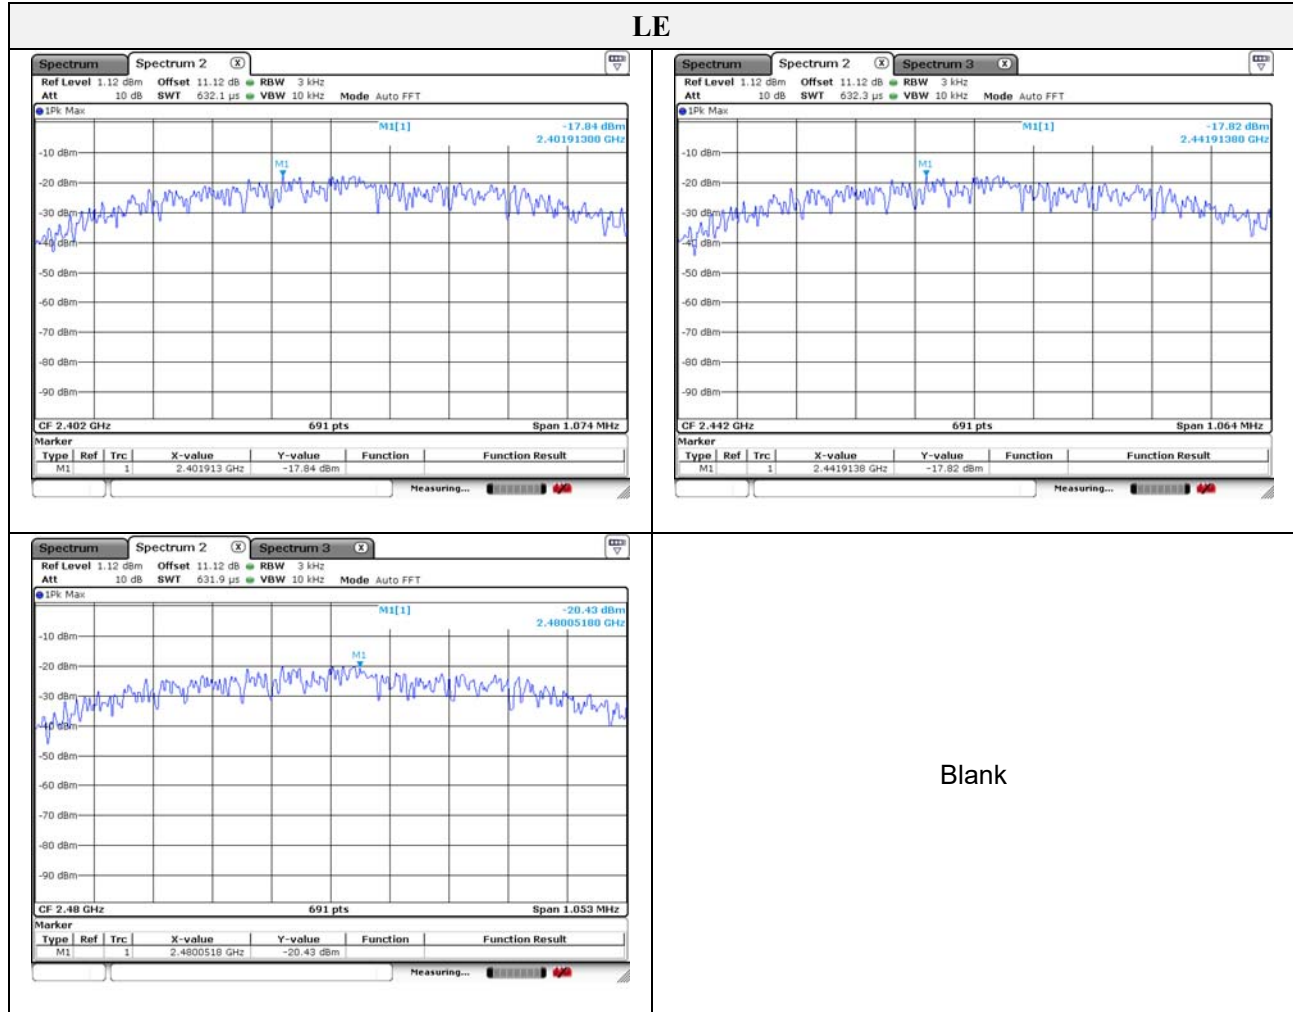 LE
Spectrum Spectrum 2 X
Ref Level 1.12 dBm Offset 11.12 dB RBW 3 kHz
Att 10 dB SWT 632.1 µs VBW 10 kHz Mode Auto FFT
1Pk Max
M1[1] -17.84 dBm
2.40191300 GHz
M1
-10 dBm
-20 dBm
-30 dBm
-40 dBm
-50 dBm
-60 dBm
-70 dBm
-80 dBm
-90 dBm
CF 2.402 GHz 691 pts Span 1.074 MHz
Marker
Type Ref Trc X-value Y-value Function Function Result
M1 1 2.401913 GHz -17.84 dBm
Measuring...
Spectrum Spectrum 2 X Spectrum 3 X
Ref Level 1.12 dBm Offset 11.12 dB RBW 3 kHz
Att 10 dB SWT 632.3 µs VBW 10 kHz Mode Auto FFT
1Pk Max
M1[1] -17.82 dBm
2.44191380 GHz
M1
-10 dBm
-20 dBm
-30 dBm
-40 dBm
-50 dBm
-60 dBm
-70 dBm
-80 dBm
-90 dBm
CF 2.442 GHz 691 pts Span 1.064 MHz
Marker
Type Ref Trc X-value Y-value Function Function Result
M1 1 2.4419138 GHz -17.82 dBm
Measuring...
Spectrum Spectrum 2 X Spectrum 3 X
Ref Level 1.12 dBm Offset 11.12 dB RBW 3 kHz
Att 10 dB SWT 631.9 µs VBW 10 kHz Mode Auto FFT
1Pk Max
M1[1] -20.43 dBm
2.48005180 GHz
M1
-10 dBm
-20 dBm
-30 dBm
-40 dBm
-50 dBm
-60 dBm
-70 dBm
-80 dBm
-90 dBm
CF 2.48 GHz 691 pts Span 1.053 MHz
Marker
Type Ref Trc X-value Y-value Function Function Result
M1 1 2.4800518 GHz -20.43 dBm
Measuring...
Blank